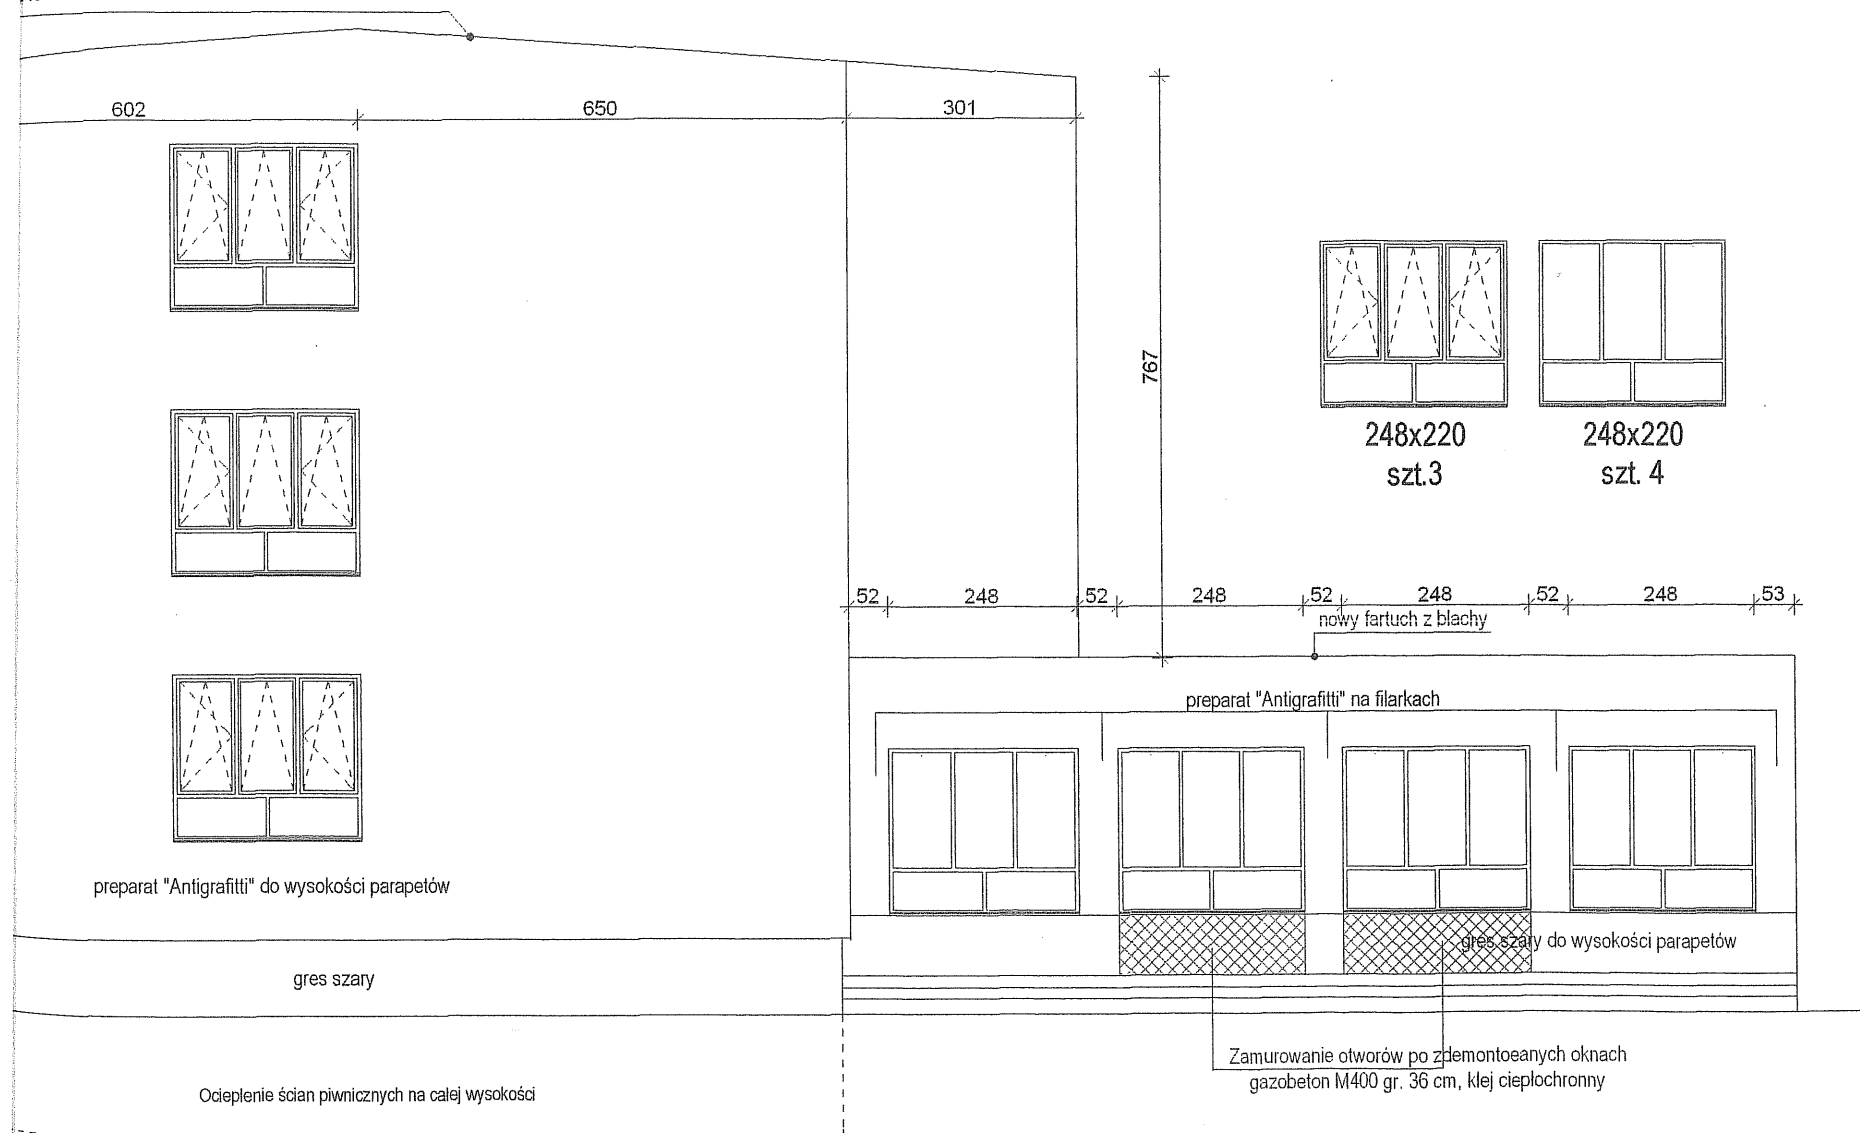 602
650
301
767
248x220
szt.3
248x220
szt. 4
52
248
52
248
52
248
52
248
53
nowy fartuch z blachy
preparat "Antigrafitti" na filarkach
preparat "Antigrafitti" do wysokości parapetów
gres szary do wysokości parapetów
gres szary
Zamurowanie otworów po zdemontoeanych oknach
gazobeton M400 gr. 36 cm, klej ciepłochronny
Ocieplenie ścian piwnicznych na całej wysokości